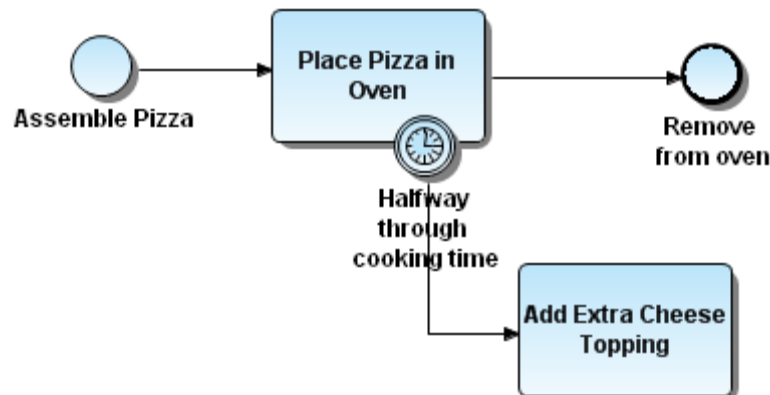 Place Pizza in
Oven
Assemble Pizza
Remove
from oven
Halfway
through
cooking time
Add Extra Cheese
Topping